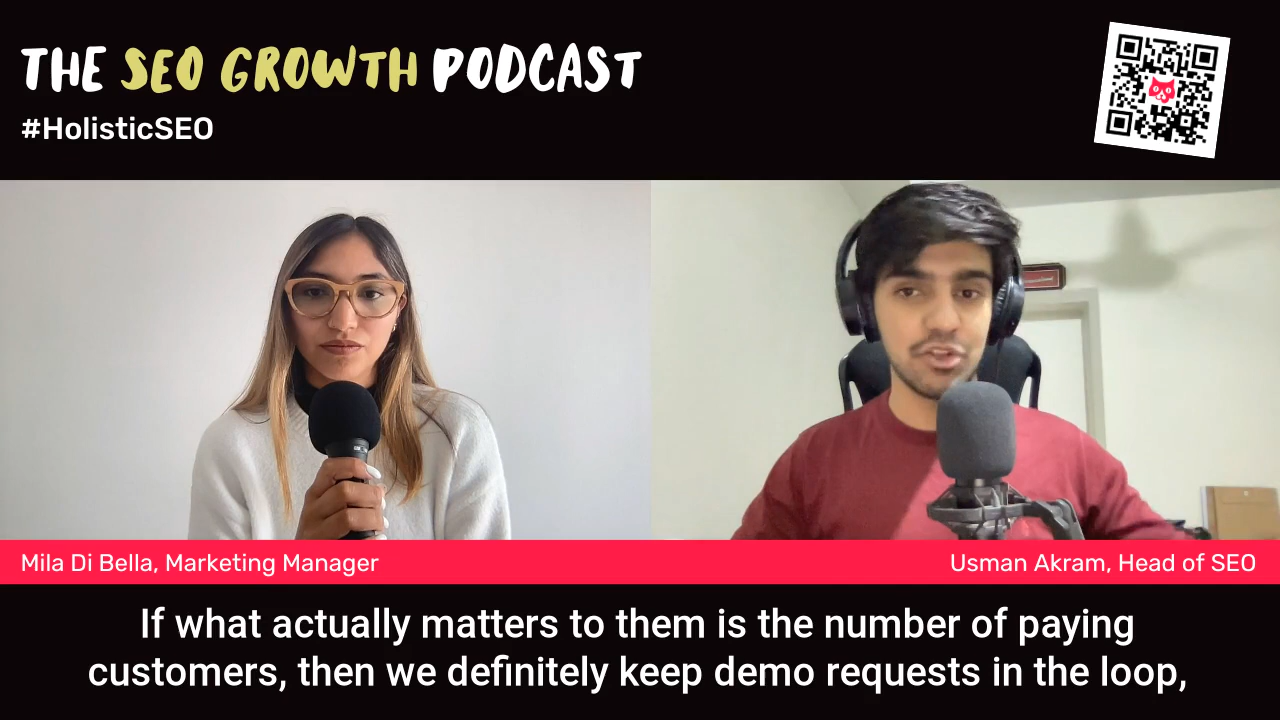 THE SEO GROWTH PODCAST
#HolisticSEO
Mila Di Bella, Marketing Manager
Usman Akram, Head of SEO
If what actually matters to them is the number of paying
customers, then we definitely keep demo requests in the loop,